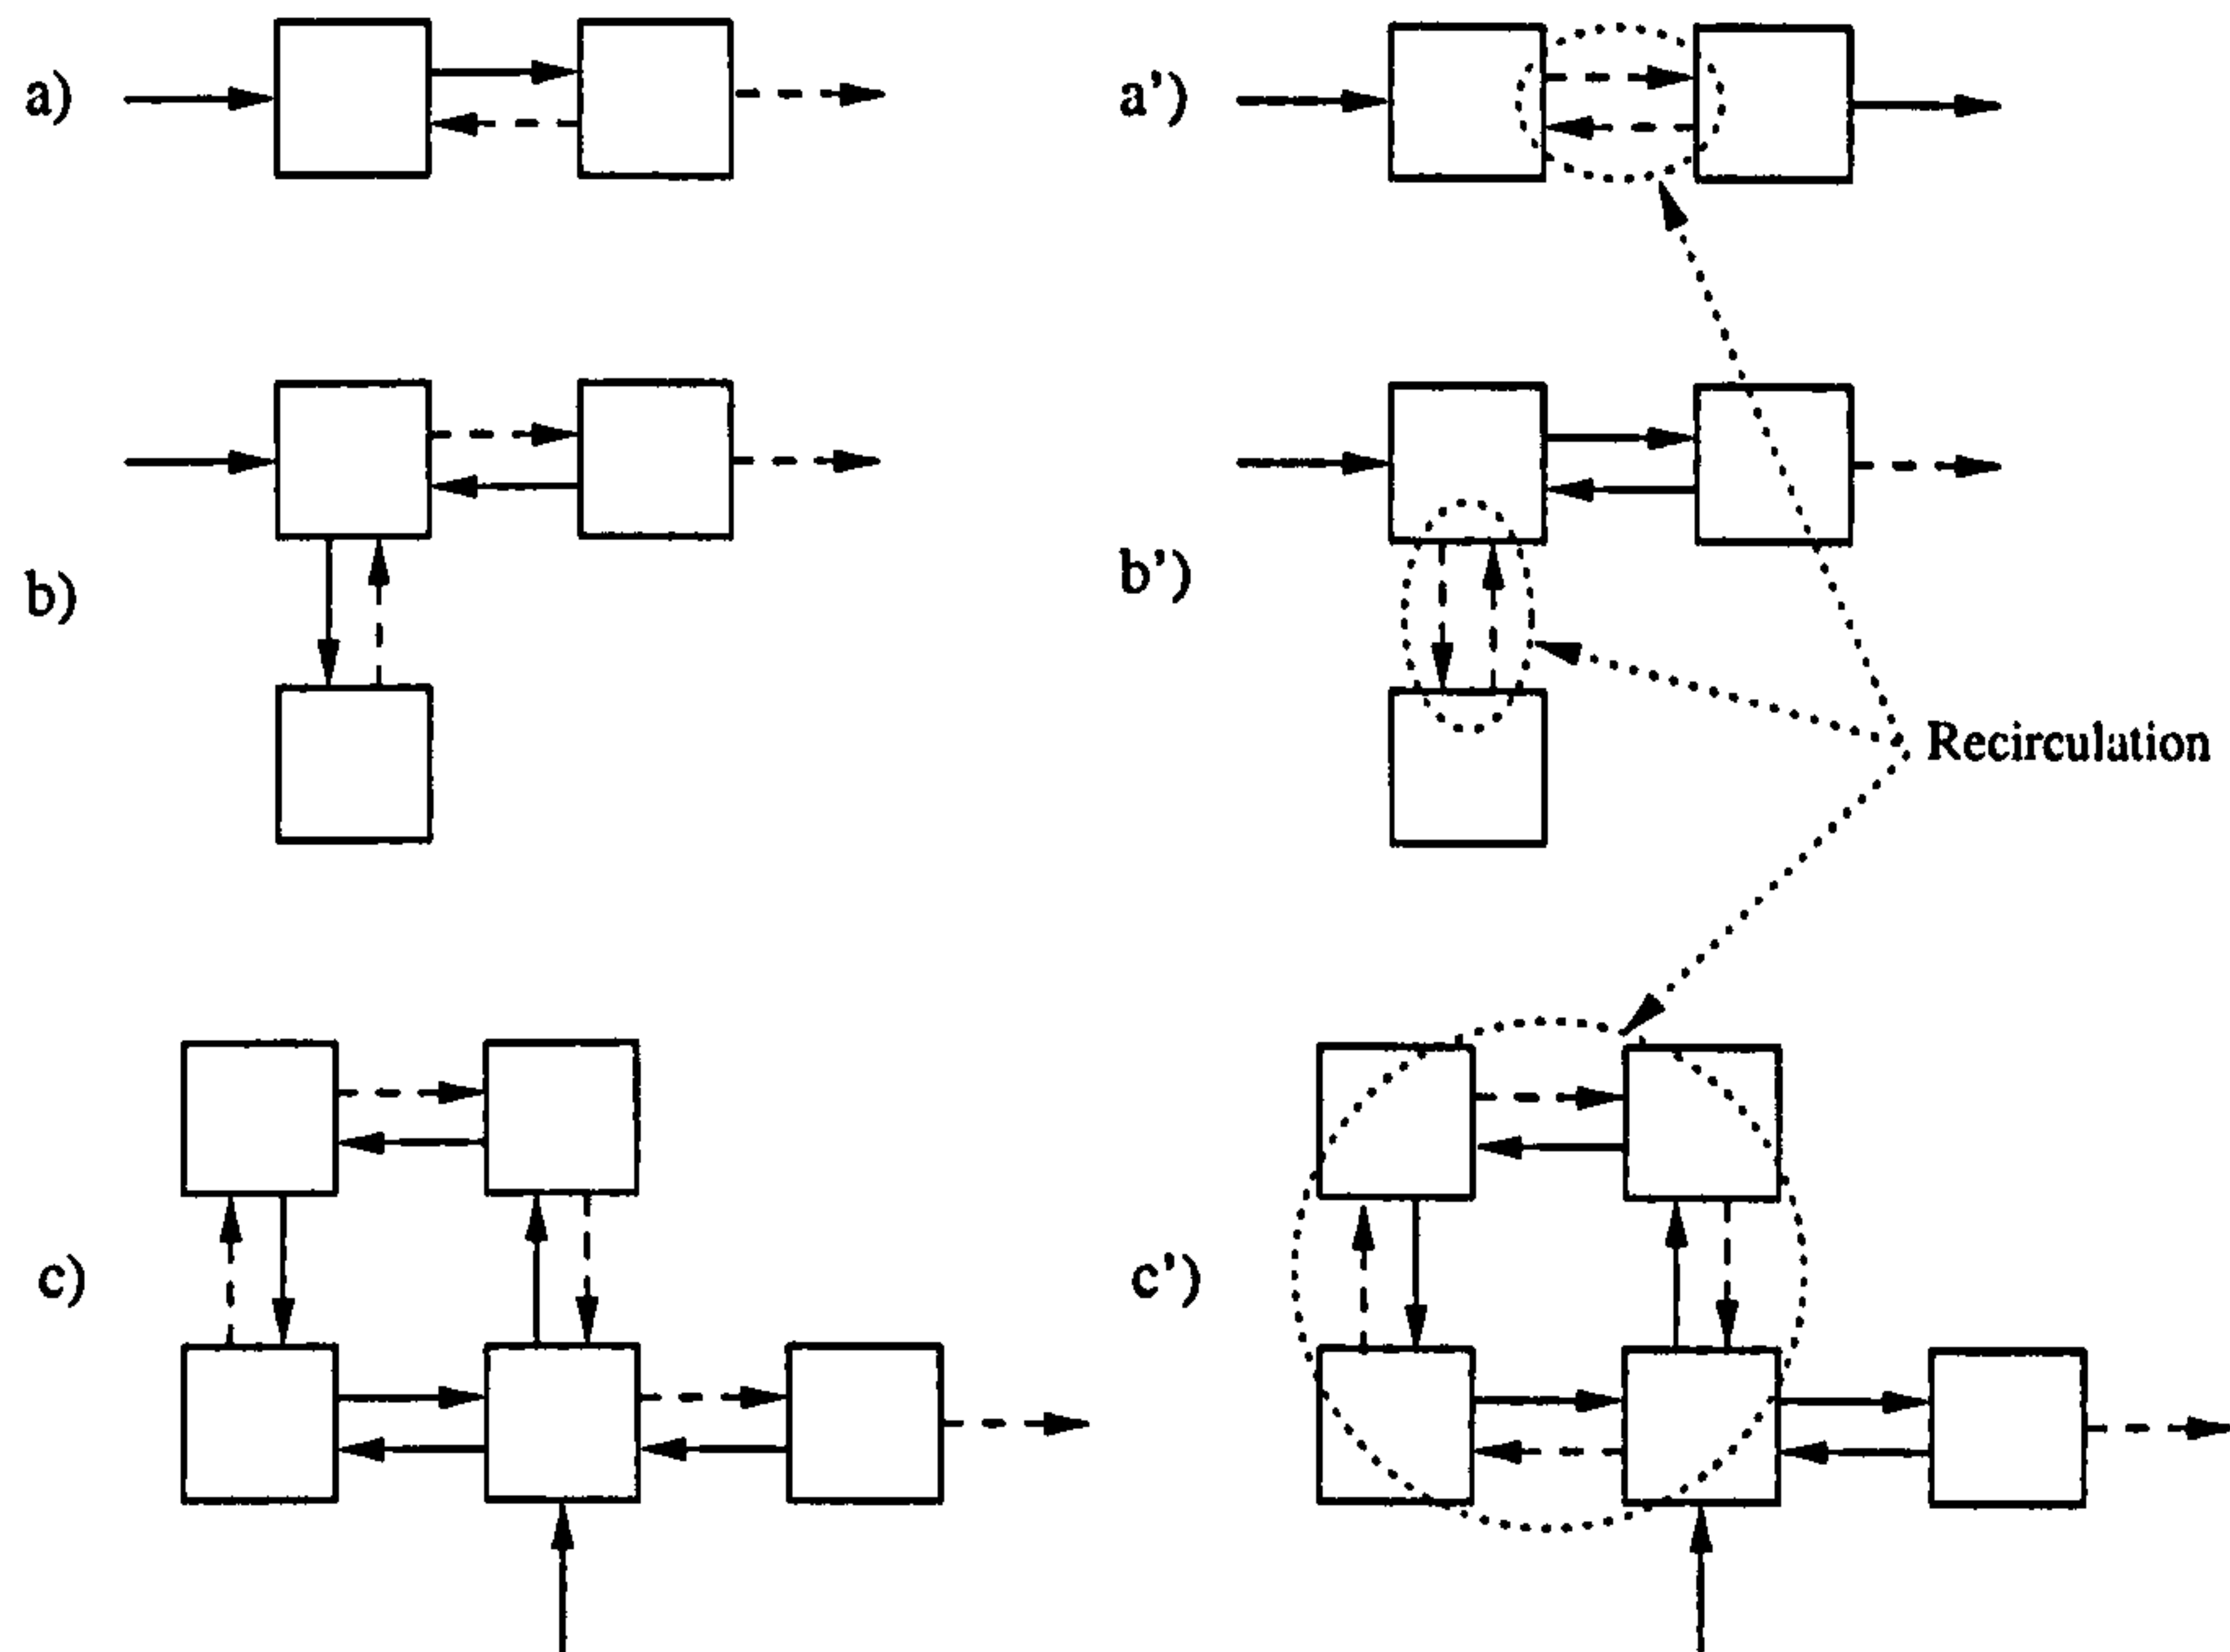 a)
a’)
b)
b’)
Recirculation
c)
c’)